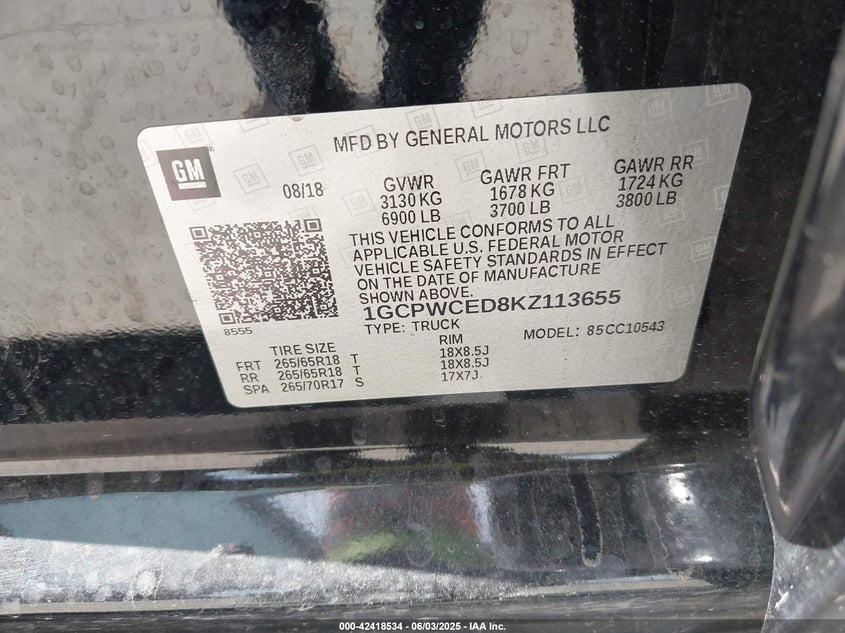 MFD BY GENERAL MOTORS LLC
GM
08/18
GVWR
3130 KG
6900 LB
GAWR FRT
1678 KG
3700 LB
GAWR RR
1724 KG
3800 LB
THIS VEHICLE CONFORMS TO ALL
APPLICABLE U.S. FEDERAL MOTOR
VEHICLE SAFETY STANDARDS IN EFFECT
ON THE DATE OF MANUFACTURE
SHOWN ABOVE.
8555
1GCPWCED8KZ113655
TYPE: TRUCK
MODEL: 85CC10543
TIRE SIZE RIM
FRT 265/65R18 T 18X8.5J
RR 265/65R18 T 18X8.5J
SPA 265/70R17 S 17X7J
000-42418534 - 06/03/2025 - IAA Inc.